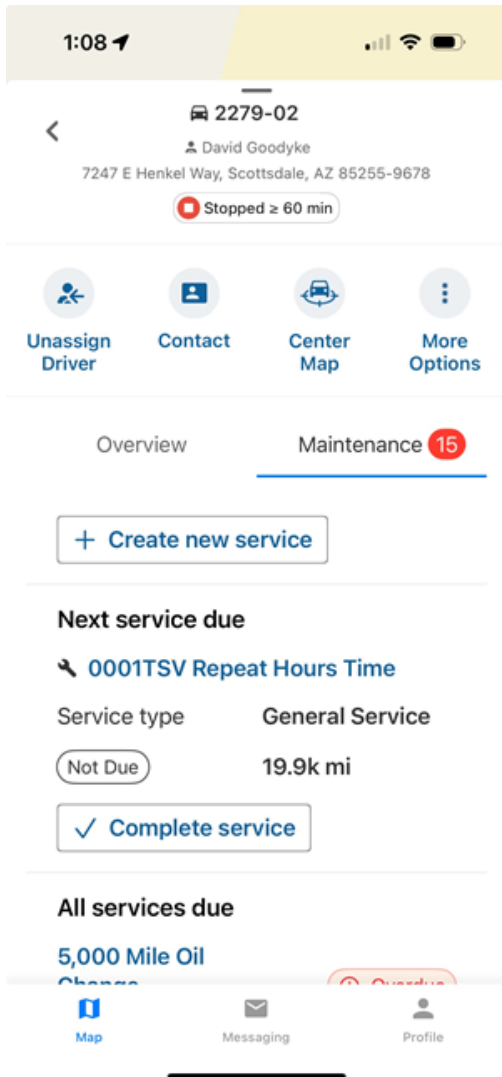 1:08
2279-02
David Goodyke
7247 E Henkel Way, Scottsdale, AZ 85255-9678
Stopped ≥ 60 min
Unassign Driver
Contact
Center Map
More Options
Overview
Maintenance 15
+ Create new service
Next service due
0001TSV Repeat Hours Time
Service type General Service
Not Due 19.9k mi
Complete service
All services due
5,000 Mile Oil
Change Overdue
Map
Messaging
Profile